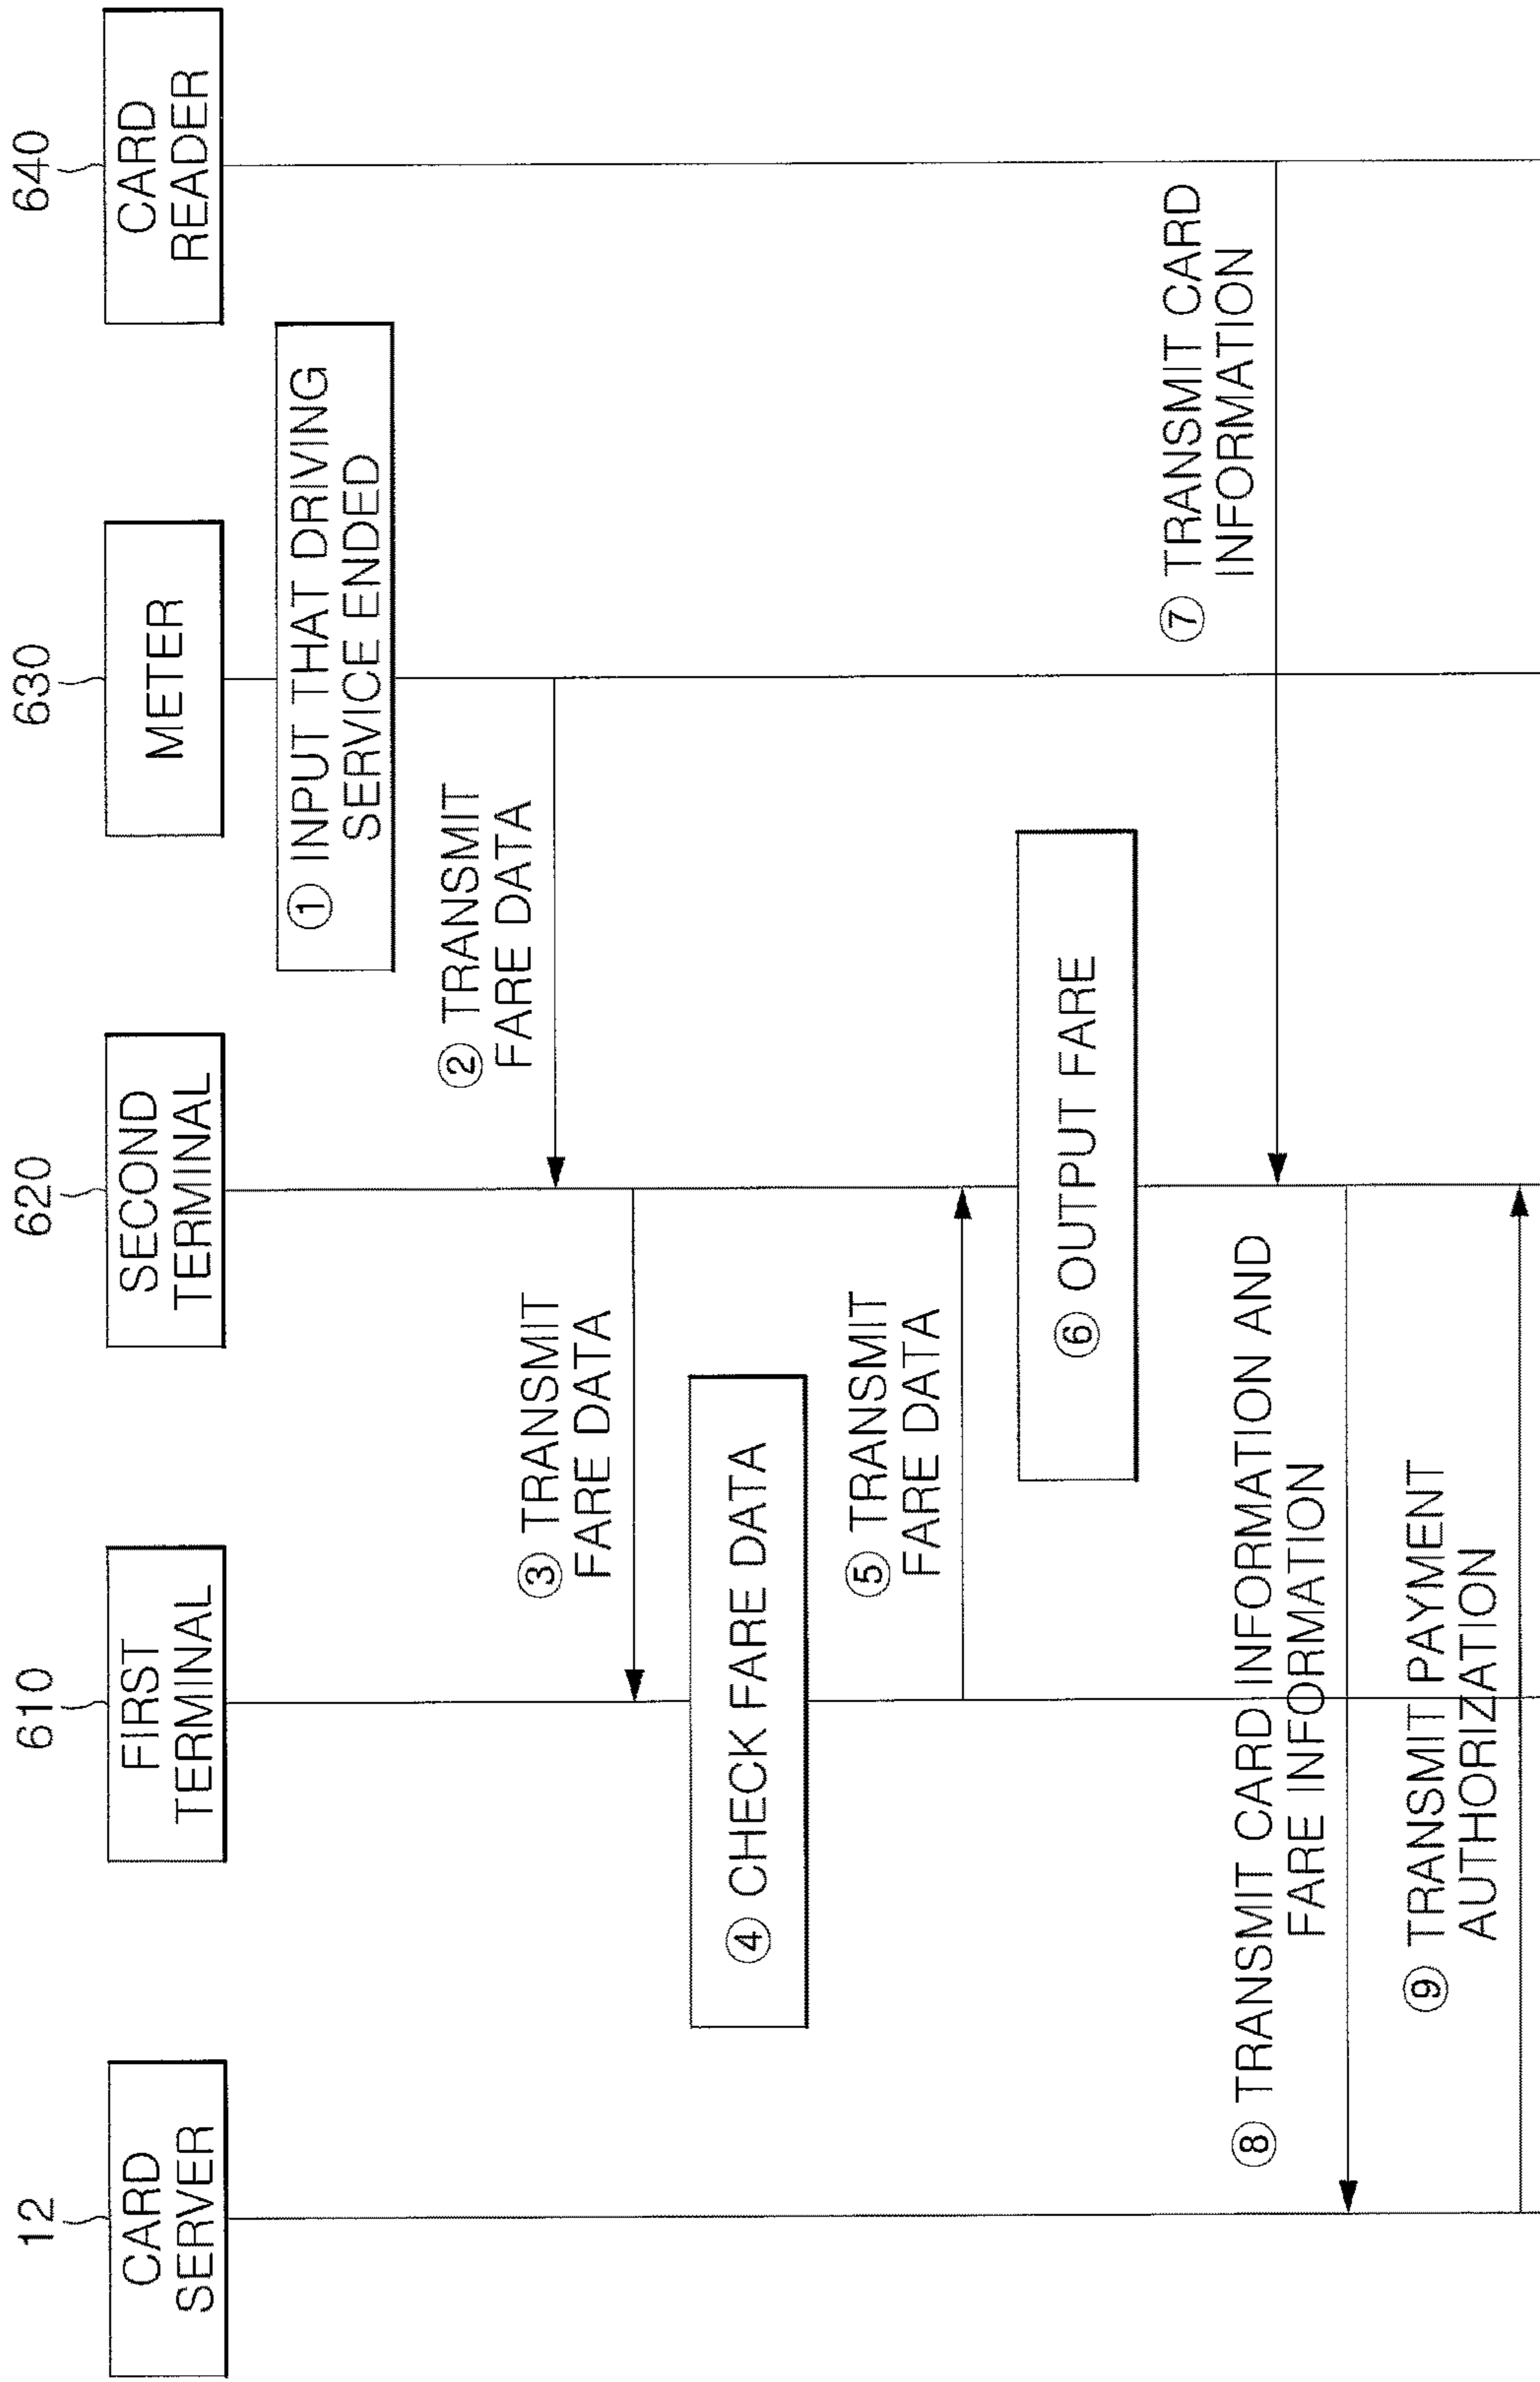 12
CARD
SERVER
610
FIRST
TERMINAL
620
SECOND
TERMINAL
630
METER
640
CARD
READER
① INPUT THAT DRIVING
SERVICE ENDED
② TRANSMIT
FARE DATA
③ TRANSMIT
FARE DATA
④ CHECK FARE DATA
⑤ TRANSMIT
FARE DATA
⑥ OUTPUT FARE
⑦ TRANSMIT CARD
INFORMATION
⑧ TRANSMIT CARD INFORMATION AND
FARE INFORMATION
⑨ TRANSMIT PAYMENT
AUTHORIZATION